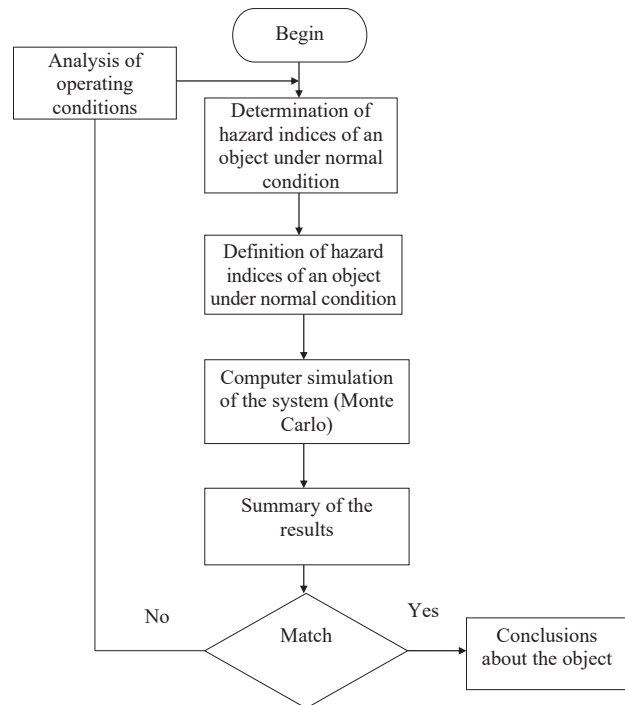 Begin
Analysis of
operating
conditions
Determination of
hazard indices of an
object under normal
condition
Definition of hazard
indices of an object
under normal condition
Computer simulation
of the system (Monte
Carlo)
Summary of the
results
No
Match
Yes
Conclusions
about the object